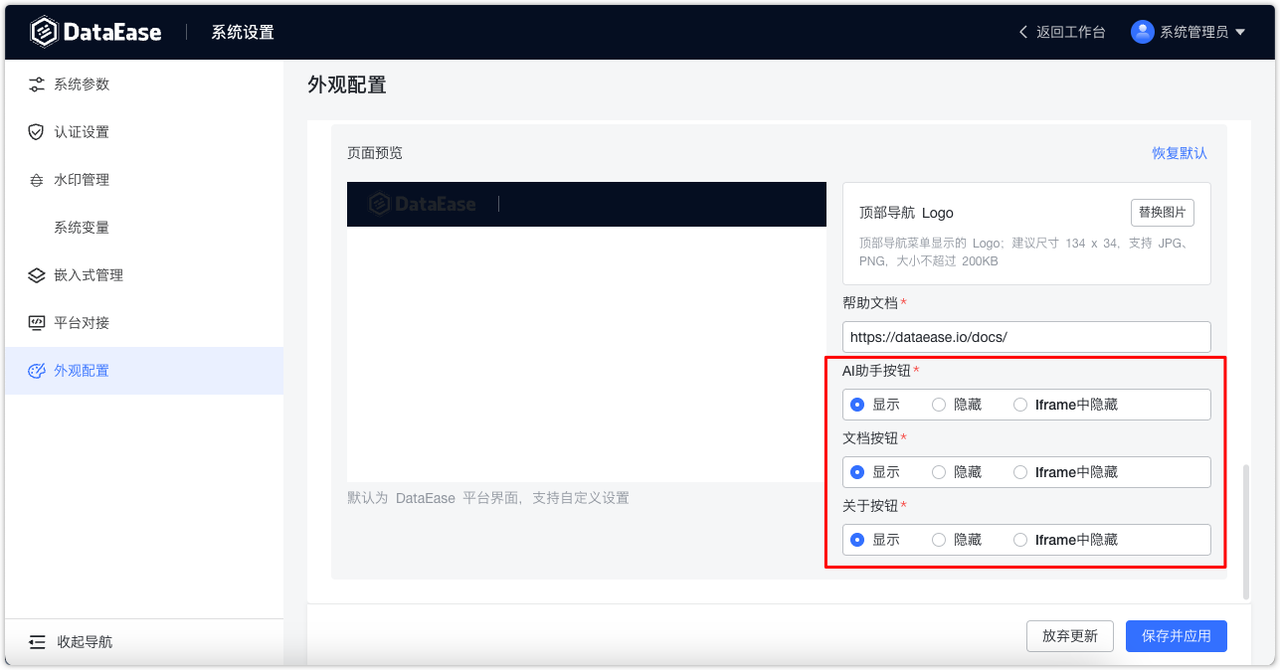 DataEase
系统设置
返回工作台
系统管理员
系统参数
认证设置
水印管理
系统变量
嵌入式管理
平台对接
外观配置
收起导航
外观配置
页面预览
恢复默认
DataEase
默认为 DataEase 平台界面，支持自定义设置
顶部导航 Logo
替换图片
顶部导航菜单显示的 Logo；建议尺寸 134 x 34，支持 JPG、
PNG，大小不超过 200KB
帮助文档*
https://dataease.io/docs/
AI助手按钮*
显示 隐藏 Iframe中隐藏
文档按钮*
显示 隐藏 Iframe中隐藏
关于按钮*
显示 隐藏 Iframe中隐藏
放弃更新
保存并应用